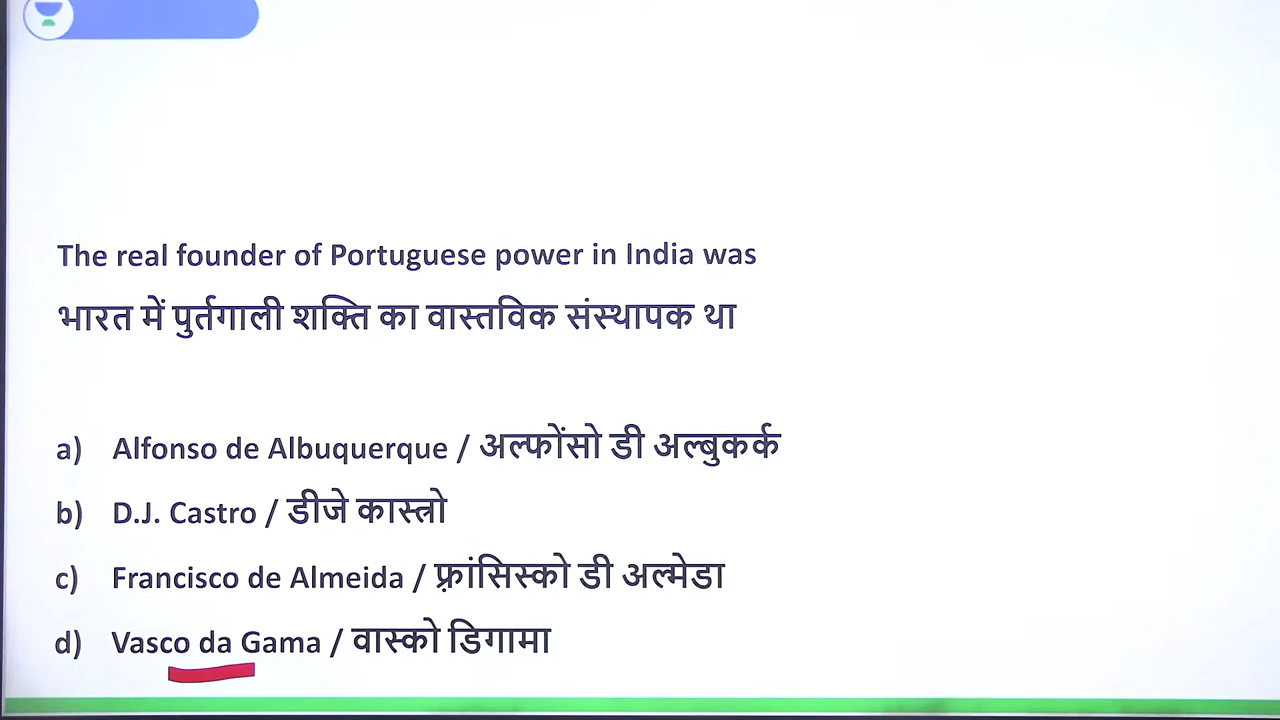 The real founder of Portuguese power in India was
भारत में पुर्तगाली शक्ति का वास्तविक संस्थापक था
a) Alfonso de Albuquerque / अल्फोंसो डी अल्बुकर्क
b) D.J. Castro / डीजे कास्त्रो
c) Francisco de Almeida / फ़्रांसिस्को डी अल्मेडा
d) Vasco da Gama / वास्को डिगामा